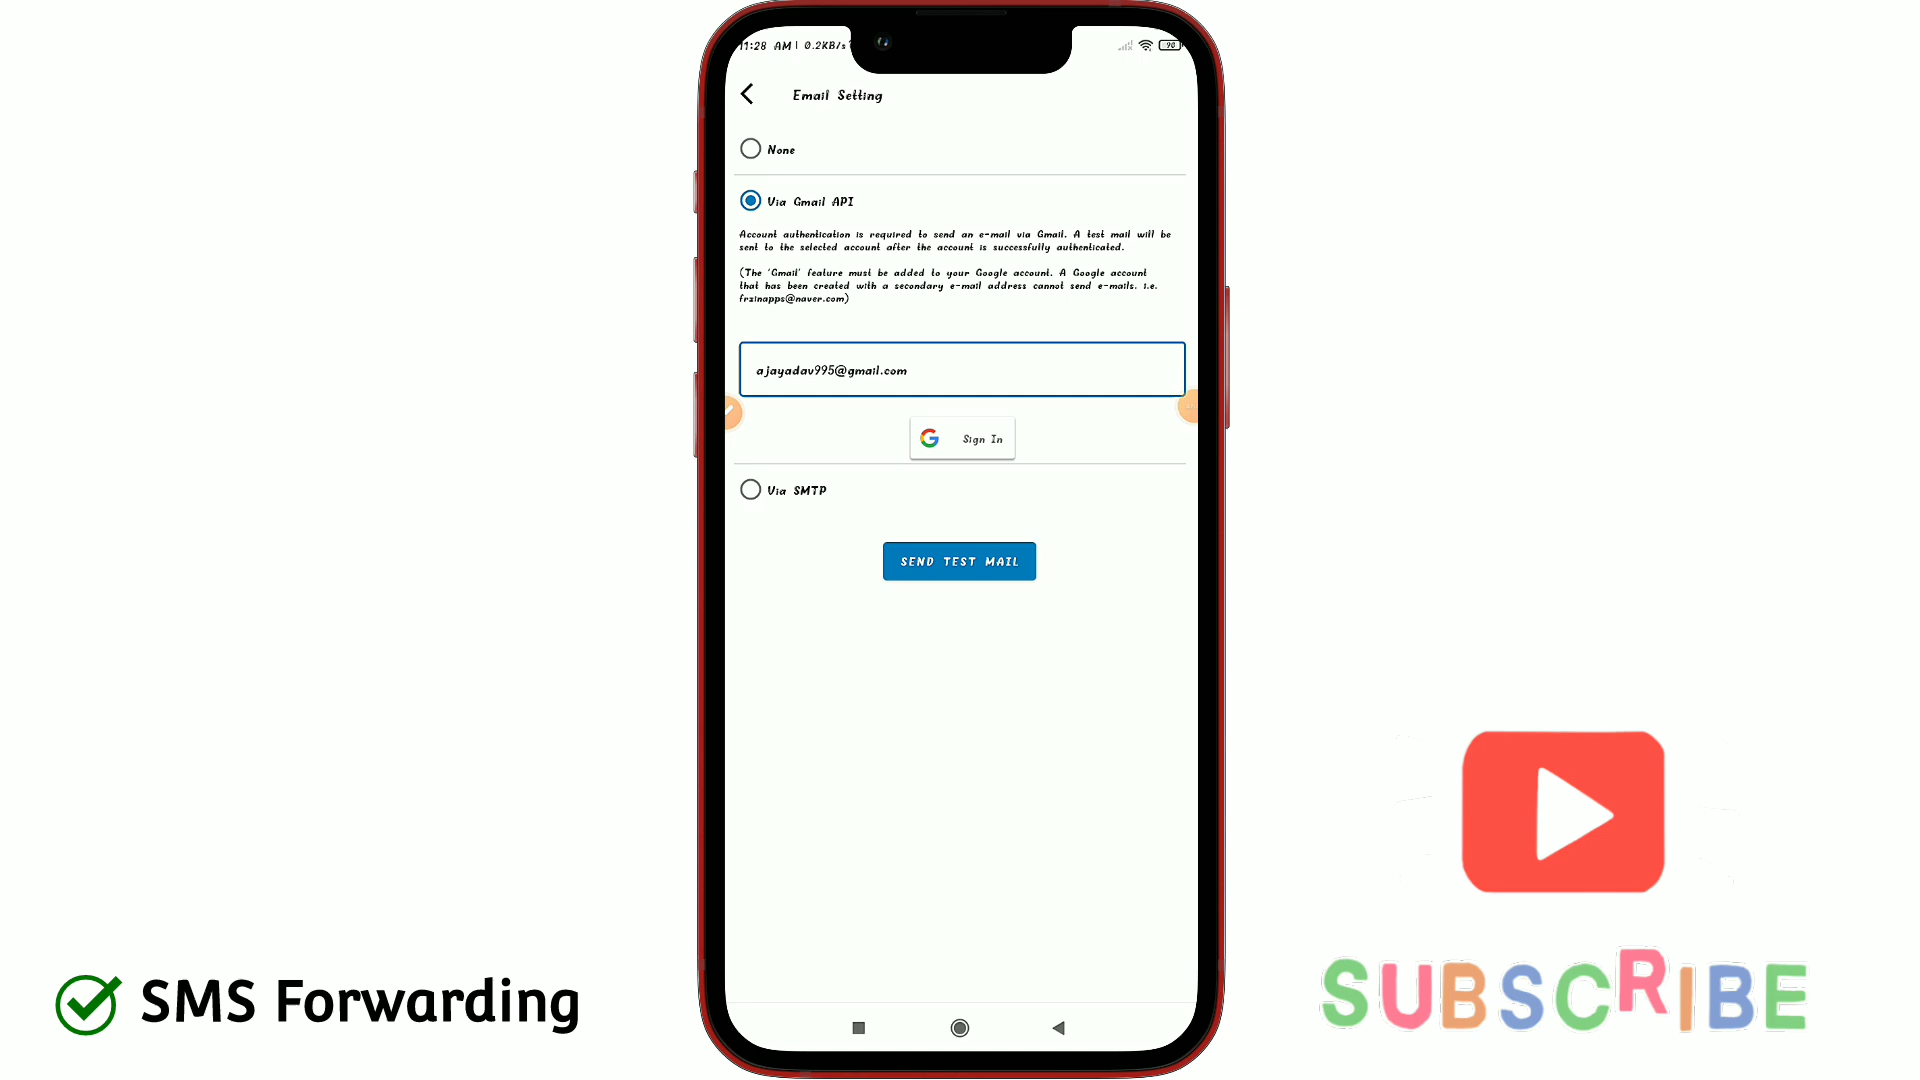 11:28 AM | 0.2KB/s
90
Email Setting
None
Via Gmail API
Account authentication is required to send an e-mail via Gmail. A test mail will be
sent to the selected account after the account is successfully authenticated.
(The 'Gmail' feature must be added to your Google account. A Google account
that has been created with a secondary e-mail address cannot send e-mails. i.e.
frzinapps@naver.com)
ajayadav995@gmail.com
Sign In
Via SMTP
SEND TEST MAIL
SMS Forwarding
SUBSCRIBE